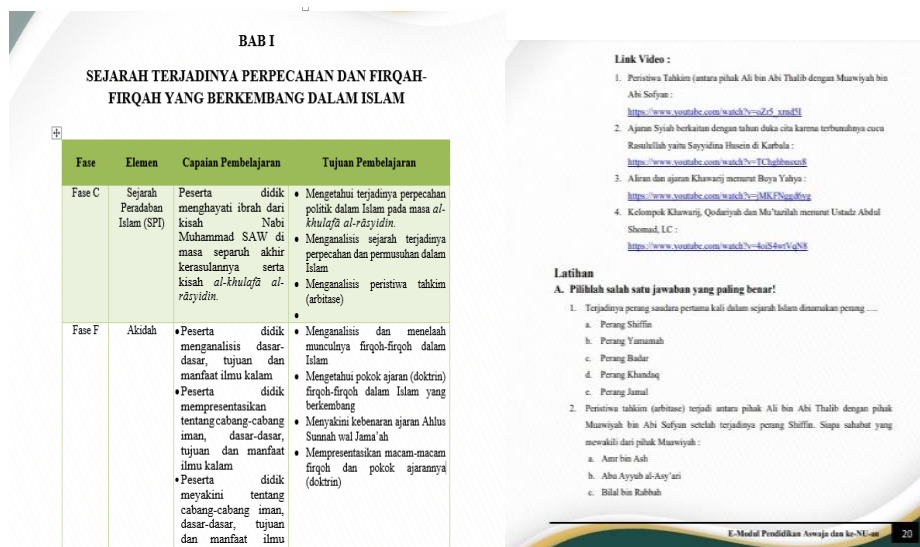 BAB I
SEJARAH TERJADINYA PERPECAHAN DAN FIRQAH-
FIRQAH YANG BERKEMBANG DALAM ISLAM
Fase
Elemen
Capaian Pembelajaran
Tujuan Pembelajaran
Fase C
Sejarah
Peradaban
Islam (SPI)
Peserta didik
menghayati ibrah dari
kisah Nabi
Muhammad SAW di
masa separuh akhir
kerasulannya serta
kisah al-khulafā al-
rāsyidin.
• Mengetahui terjadinya perpecahan
politik dalam Islam pada masa al-
khulafā al-rāsyidin.
• Menganalisis sejarah terjadinya
perpecahan dan permusuhan dalam
Islam
• Menganalisis peristiwa tahkim
(arbitase)
•
Fase F
Akidah
• Peserta didik
menganalisis dasar-
dasar, tujuan dan
manfaat ilmu kalam
• Peserta didik
mempresentasikan
tentang cabang-cabang
iman, dasar-dasar,
tujuan dan manfaat
ilmu kalam
• Peserta didik
meyakini tentang
cabang-cabang iman,
dasar-dasar, tujuan
dan manfaat ilmu
• Menganalisis dan menelaah
munculnya firqoh-firqoh dalam
Islam
• Mengetahui pokok ajaran (doktrin)
firqoh-firqoh dalam Islam yang
berkembang
• Menyakini kebenaran ajaran Ahlus
Sunnah wal Jama'ah
• Mempresentasikan macam-macam
firqoh dan pokok ajarannya
(doktrin)
Link Video :
1. Peristiwa Tahkim (antara pihak Ali bin Abi Thalib dengan Muawiyah bin
Abi Sofyan :
2. Ajaran Syiah berkaitan dengan tahun duka cita karena terbunuhnya cucu
Rasulullah yaitu Sayyidina Husein di Karbala :
3. Aliran dan ajaran Khawarij menurut Buya Yahya :
4. Kelompok Khawarij, Qodariyah dan Mu'tazilah menurut Ustadz Abdul
Shomad, LC :
Latihan
A. Pilihlah salah satu jawaban yang paling benar!
1. Terjadinya perang saudara pertama kali dalam sejarah Islam dinamakan perang .....
a. Perang Shiffin
b. Perang Yamamah
c. Perang Badar
d. Perang Khandaq
e. Perang Jamal
2. Peristiwa tahkim (arbitase) terjadi antara pihak Ali bin Abi Thalib dengan pihak
Muawiyah bin Abi Sufyan setelah terjadinya perang Shiffin. Siapa sahabat yang
mewakili dari pihak Muawiyah :
a. Amr bin Ash
b. Abu Ayyub al-Asy'ari
c. Bilal bin Rabbah
E-Modul Pendidikan Aswaja dan ke-NU-an
20